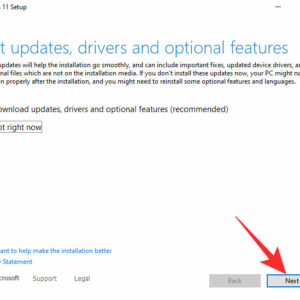 11 Setup
t updates, drivers and optional features
updates will help the installation go smoothly, and can include important fixes, updated device drivers, a
nal files which are not on the installation media. If you don't install these updates now, your PC might no
n properly after the installation, and you might need to reinstall some optional features and languages.
ownload updates, drivers and optional features (recommended)
ot right now
ant to help make the installation better
Statement
crosoft Support Legal
Back Next